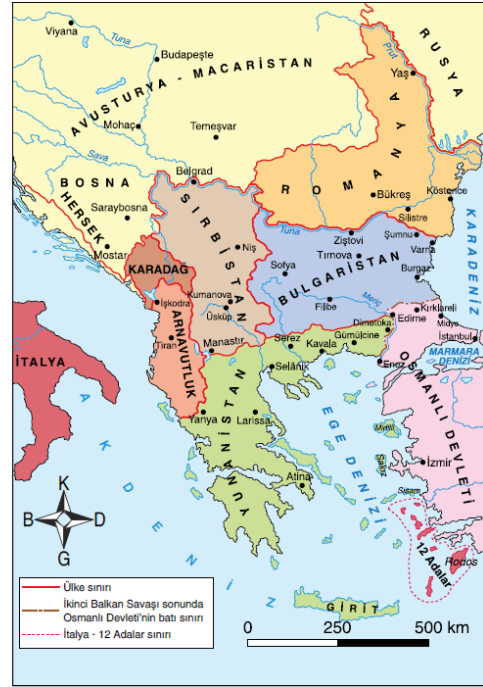 Viyana
Tuna
Budapeşte
AVUSTURYA - MACARİSTAN
RUSYA
Prut
Yaş
Mohaç
Temeşvar
Sava
Belgrad
ROMANYA
BOSNA
HERSEK
Saraybosna
Mostar
SIRBİSTAN
Bükreş
Köstence
Silistre
Tuna
Ziştovi
Şumnu
Varna
KARADENİZ
Niş
Tırnova
Sofya
BULGARİSTAN
Burgaz
KARADAĞ
İşkodra
Kumanova
Üsküp
Filibe
Meriç
Kırklareli
Dimetoka
Edirne
Midye
İstanbul
İTALYA
ARNAVUTLUK
Tiran
Manastır
Serez
Kavala
Gümülcine
Selânik
Enez
MARMARA
DENİZİ
OSMANLI DEVLETİ
Yanya
Larissa
YUNANİSTAN
EGE DENİZİ
Midilli
Sakız
İzmir
Atina
Sisam
12 Adalar
Rodos
AKDENİZ
GİRİT
K
B
D
G
Ülke sınırı
İkinci Balkan Savaşı sonunda
Osmanlı Devleti'nin batı sınırı
İtalya - 12 Adalar sınırı
0 250 500 km